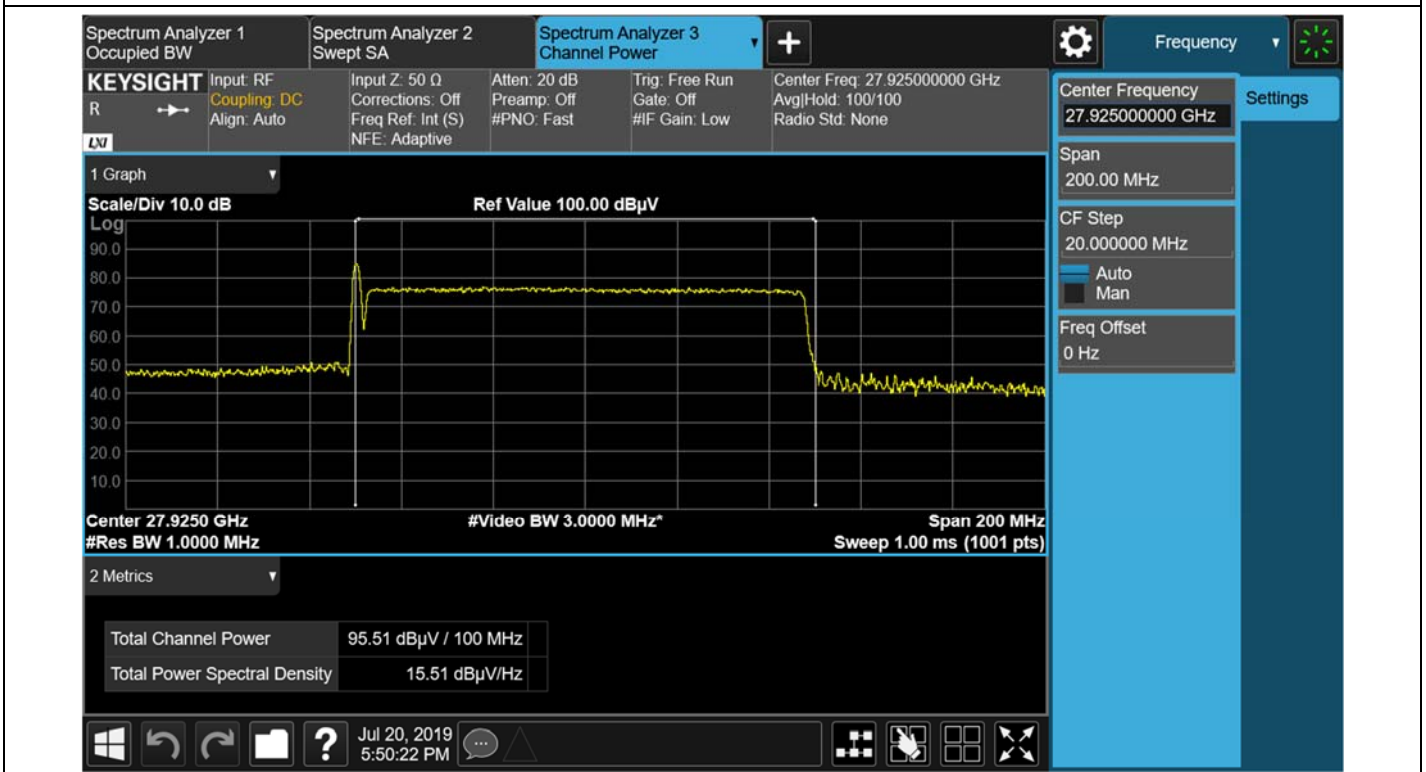 Spectrum Analyzer 1
Occupied BW
Spectrum Analyzer 2
Swept SA
Spectrum Analyzer 3
Channel Power
Frequency
KEYSIGHT
R
LXI
Input: RF
Coupling: DC
Align: Auto
Input Z: 50 Ω
Corrections: Off
Freq Ref: Int (S)
NFE: Adaptive
Atten: 20 dB
Preamp: Off
#PNO: Fast
Trig: Free Run
Gate: Off
#IF Gain: Low
Center Freq: 27.925000000 GHz
Avg|Hold: 100/100
Radio Std: None
Center Frequency
27.925000000 GHz
Settings
Span
200.00 MHz
CF Step
20.000000 MHz
Auto
Man
Freq Offset
0 Hz
1 Graph
Scale/Div 10.0 dB
Ref Value 100.00 dBµV
Log
90.0
80.0
70.0
60.0
50.0
40.0
30.0
20.0
10.0
Center 27.9250 GHz
#Video BW 3.0000 MHz*
Span 200 MHz
#Res BW 1.0000 MHz
Sweep 1.00 ms (1001 pts)
2 Metrics
Total Channel Power 95.51 dBµV / 100 MHz
Total Power Spectral Density 15.51 dBµV/Hz
?
Jul 20, 2019
5:50:22 PM